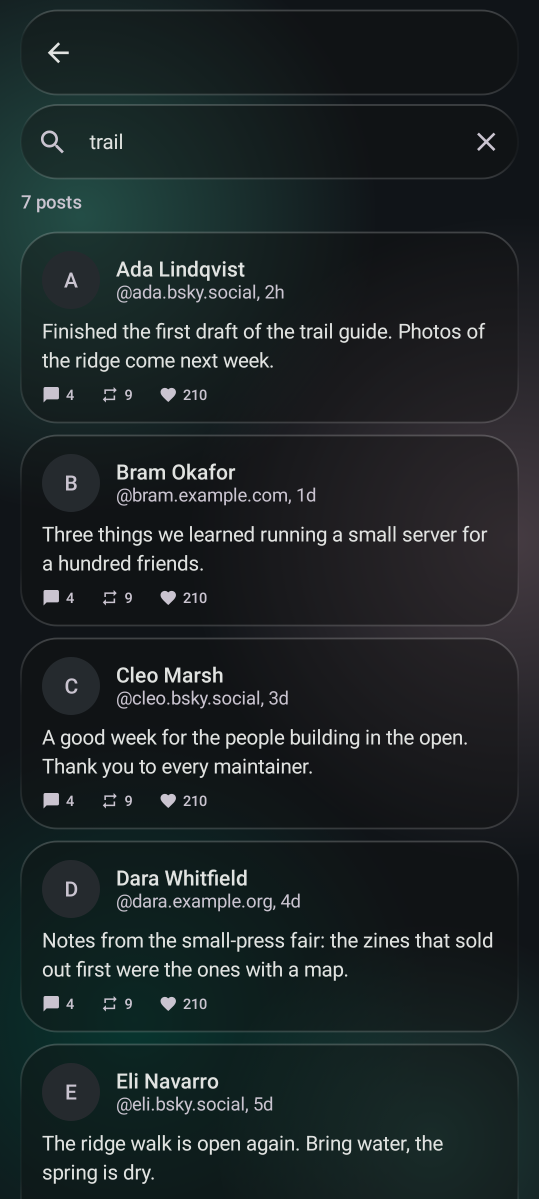 trail
7 posts
A
Ada Lindqvist
@ada.bsky.social, 2h
Finished the first draft of the trail guide. Photos of
the ridge come next week.
4 9 210
B
Bram Okafor
@bram.example.com, 1d
Three things we learned running a small server for
a hundred friends.
4 9 210
C
Cleo Marsh
@cleo.bsky.social, 3d
A good week for the people building in the open.
Thank you to every maintainer.
4 9 210
D
Dara Whitfield
@dara.example.org, 4d
Notes from the small-press fair: the zines that sold
out first were the ones with a map.
4 9 210
E
Eli Navarro
@eli.bsky.social, 5d
The ridge walk is open again. Bring water, the
spring is dry.